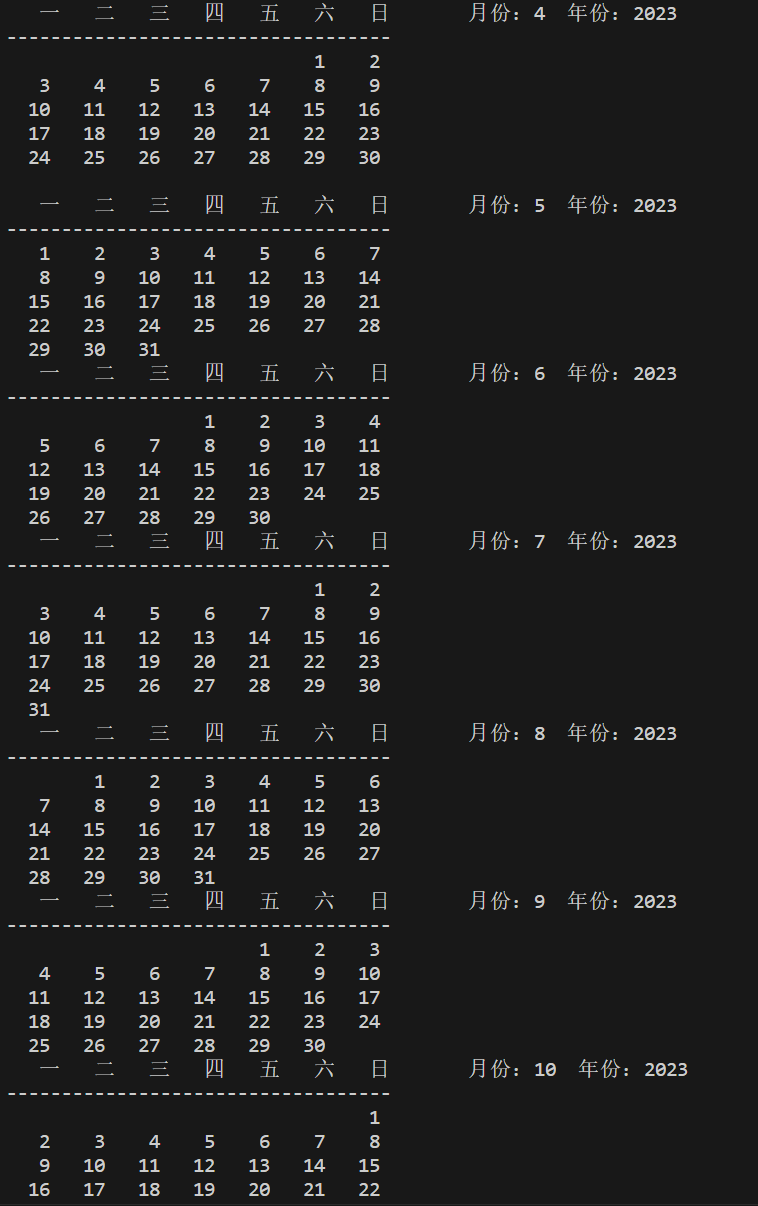 一 二 三 四 五 六 日 月份：4 年份：2023
-----------------------------------
1 2
3 4 5 6 7 8 9
10 11 12 13 14 15 16
17 18 19 20 21 22 23
24 25 26 27 28 29 30
一 二 三 四 五 六 日 月份：5 年份：2023
-----------------------------------
1 2 3 4 5 6 7
8 9 10 11 12 13 14
15 16 17 18 19 20 21
22 23 24 25 26 27 28
29 30 31
一 二 三 四 五 六 日 月份：6 年份：2023
-----------------------------------
1 2 3 4
5 6 7 8 9 10 11
12 13 14 15 16 17 18
19 20 21 22 23 24 25
26 27 28 29 30
一 二 三 四 五 六 日 月份：7 年份：2023
-----------------------------------
1 2
3 4 5 6 7 8 9
10 11 12 13 14 15 16
17 18 19 20 21 22 23
24 25 26 27 28 29 30
31
一 二 三 四 五 六 日 月份：8 年份：2023
-----------------------------------
1 2 3 4 5 6
7 8 9 10 11 12 13
14 15 16 17 18 19 20
21 22 23 24 25 26 27
28 29 30 31
一 二 三 四 五 六 日 月份：9 年份：2023
-----------------------------------
1 2 3
4 5 6 7 8 9 10
11 12 13 14 15 16 17
18 19 20 21 22 23 24
25 26 27 28 29 30
一 二 三 四 五 六 日 月份：10 年份：2023
-----------------------------------
1
2 3 4 5 6 7 8
9 10 11 12 13 14 15
16 17 18 19 20 21 22